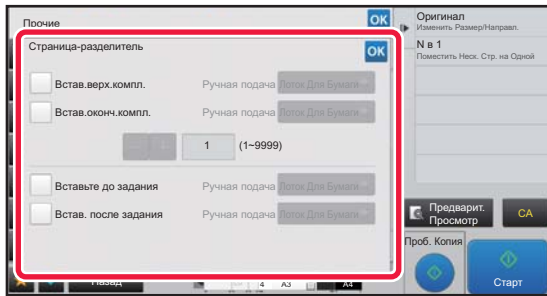 Прочие
OK
Страница-разделитель
OK
Встав.верх.компл.
Ручная подача
Лоток Для Бумаги
Встав.оконч.компл.
Ручная подача
Лоток Для Бумаги
1
(1~9999)
Вставьте до задания
Ручная подача
Лоток Для Бумаги
Встав. после задания
Ручная подача
Лоток Для Бумаги
Назад
4
A3
A4
Оригинал
Изменить Размер/Направл.
N в 1
Поместить Неск. Стр. на Одной
Предварит.
Просмотр
CA
Проб. Копия
Старт